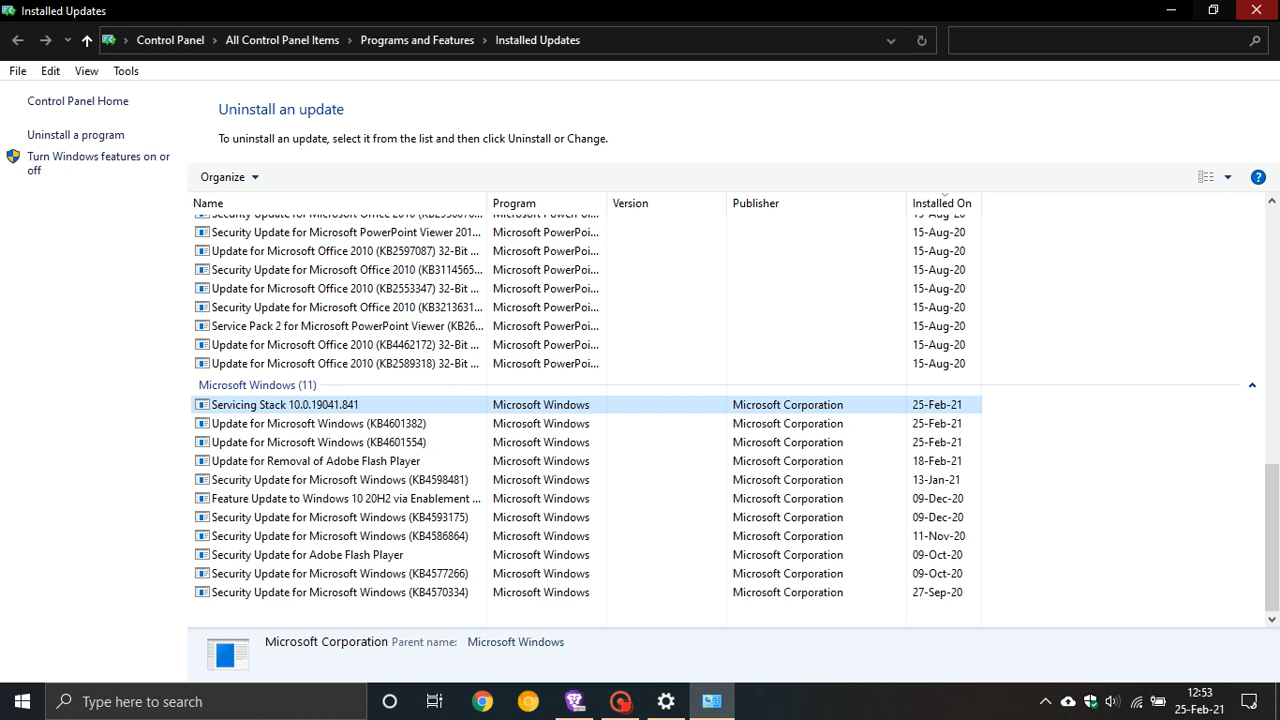 Installed Updates
Control Panel > All Control Panel Items > Programs and Features > Installed Updates
File Edit View Tools
Control Panel Home
Uninstall a program
Turn Windows features on or off
Uninstall an update
To uninstall an update, select it from the list and then click Uninstall or Change.
Organize
Name Program Version Publisher Installed On
Security Update for Microsoft PowerPoint Viewer 201... Microsoft PowerPoi... 15-Aug-20
Update for Microsoft Office 2010 (KB2597087) 32-Bit ... Microsoft PowerPoi... 15-Aug-20
Security Update for Microsoft Office 2010 (KB3114565... Microsoft PowerPoi... 15-Aug-20
Update for Microsoft Office 2010 (KB2553347) 32-Bit ... Microsoft PowerPoi... 15-Aug-20
Security Update for Microsoft Office 2010 (KB3213631... Microsoft PowerPoi... 15-Aug-20
Service Pack 2 for Microsoft PowerPoint Viewer (KB26... Microsoft PowerPoi... 15-Aug-20
Update for Microsoft Office 2010 (KB4462172) 32-Bit ... Microsoft PowerPoi... 15-Aug-20
Update for Microsoft Office 2010 (KB2589318) 32-Bit ... Microsoft PowerPoi... 15-Aug-20
Microsoft Windows (11)
Servicing Stack 10.0.19041.841 Microsoft Windows Microsoft Corporation 25-Feb-21
Update for Microsoft Windows (KB4601382) Microsoft Windows Microsoft Corporation 25-Feb-21
Update for Microsoft Windows (KB4601554) Microsoft Windows Microsoft Corporation 25-Feb-21
Update for Removal of Adobe Flash Player Microsoft Windows Microsoft Corporation 18-Feb-21
Security Update for Microsoft Windows (KB4598481) Microsoft Windows Microsoft Corporation 13-Jan-21
Feature Update to Windows 10 20H2 via Enablement ... Microsoft Windows Microsoft Corporation 09-Dec-20
Security Update for Microsoft Windows (KB4593175) Microsoft Windows Microsoft Corporation 09-Dec-20
Security Update for Microsoft Windows (KB4586864) Microsoft Windows Microsoft Corporation 11-Nov-20
Security Update for Adobe Flash Player Microsoft Windows Microsoft Corporation 09-Oct-20
Security Update for Microsoft Windows (KB4577266) Microsoft Windows Microsoft Corporation 09-Oct-20
Security Update for Microsoft Windows (KB4570334) Microsoft Windows Microsoft Corporation 27-Sep-20
Microsoft Corporation Parent name: Microsoft Windows
Type here to search
12:53
25-Feb-21